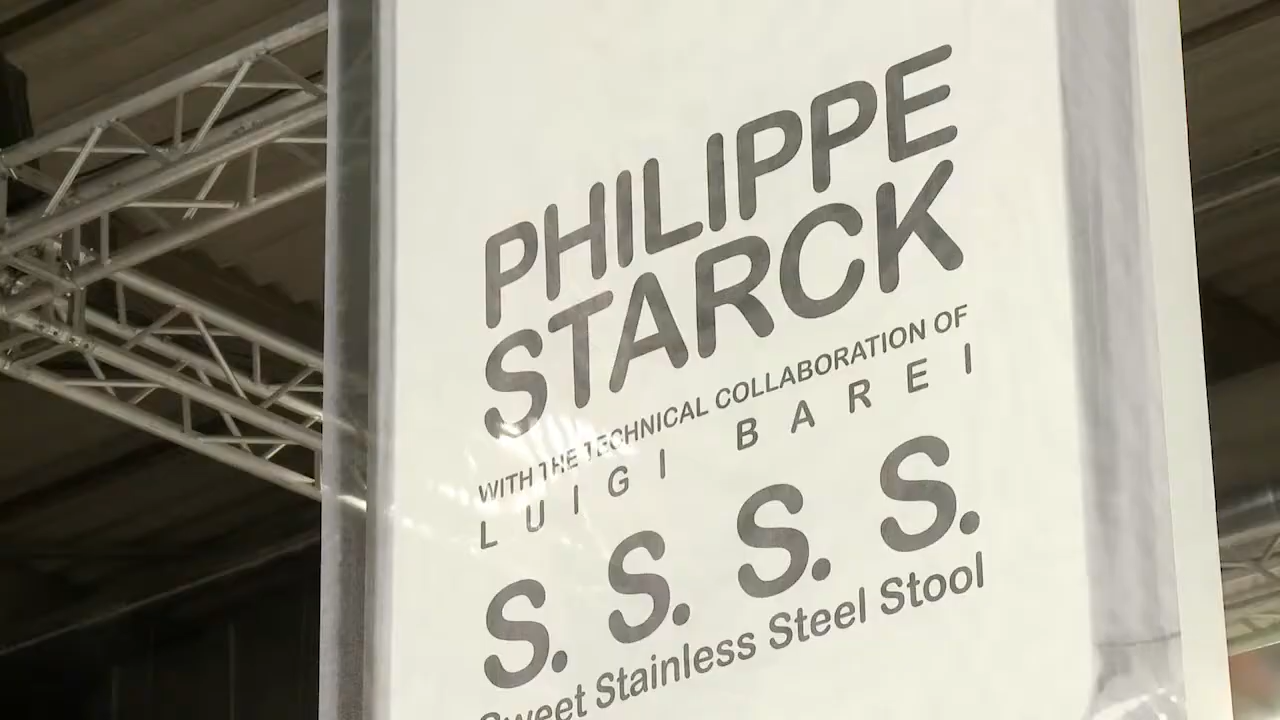 PHILIPPE
STARCK
WITH THE TECHNICAL COLLABORATION OF
LUIGI BAREI
S. S. S. S.
Sweet Stainless Steel Stool